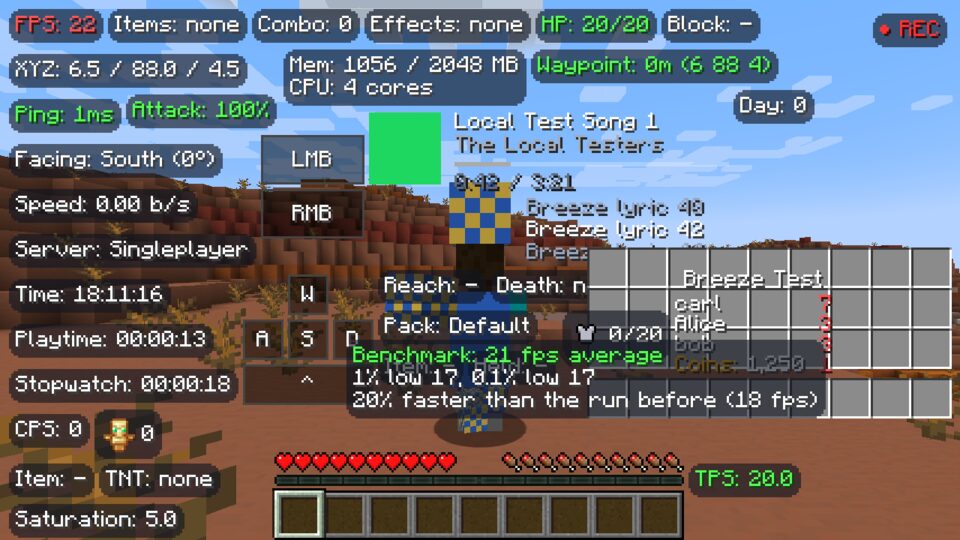 FPS: 22
Items: none
Combo: 0
Effects: none
HP: 20/20
Block: -
REC
XYZ: 6.5 / 88.0 / 4.5
Mem: 1056 / 2048 MB
CPU: 4 cores
Waypoint: 0m (6 88 4)
Ping: 1ms
Attack: 100%
Day: 0
Local Test Song 1
The Local Testers
0:42 / 3:21
Facing: South (0°)
LMB
Speed: 0.00 b/s
RMB
Breeze lyric 42
Server: Singleplayer
Breeze Test
Reach: -
Death: n
Time: 18:11:16
W
carl 7
Alice 3
bob 3
Coins: 1,250 1
Pack: Default
0/20
Playtime: 00:00:13
A
S
D
Benchmark: 21 fps average
1% low 17, 0.1% low 17
20% faster than the run before (18 fps)
Stopwatch: 00:00:18
^
CPS: 0
0
Item: -
TNT: none
TPS: 20.0
Saturation: 5.0